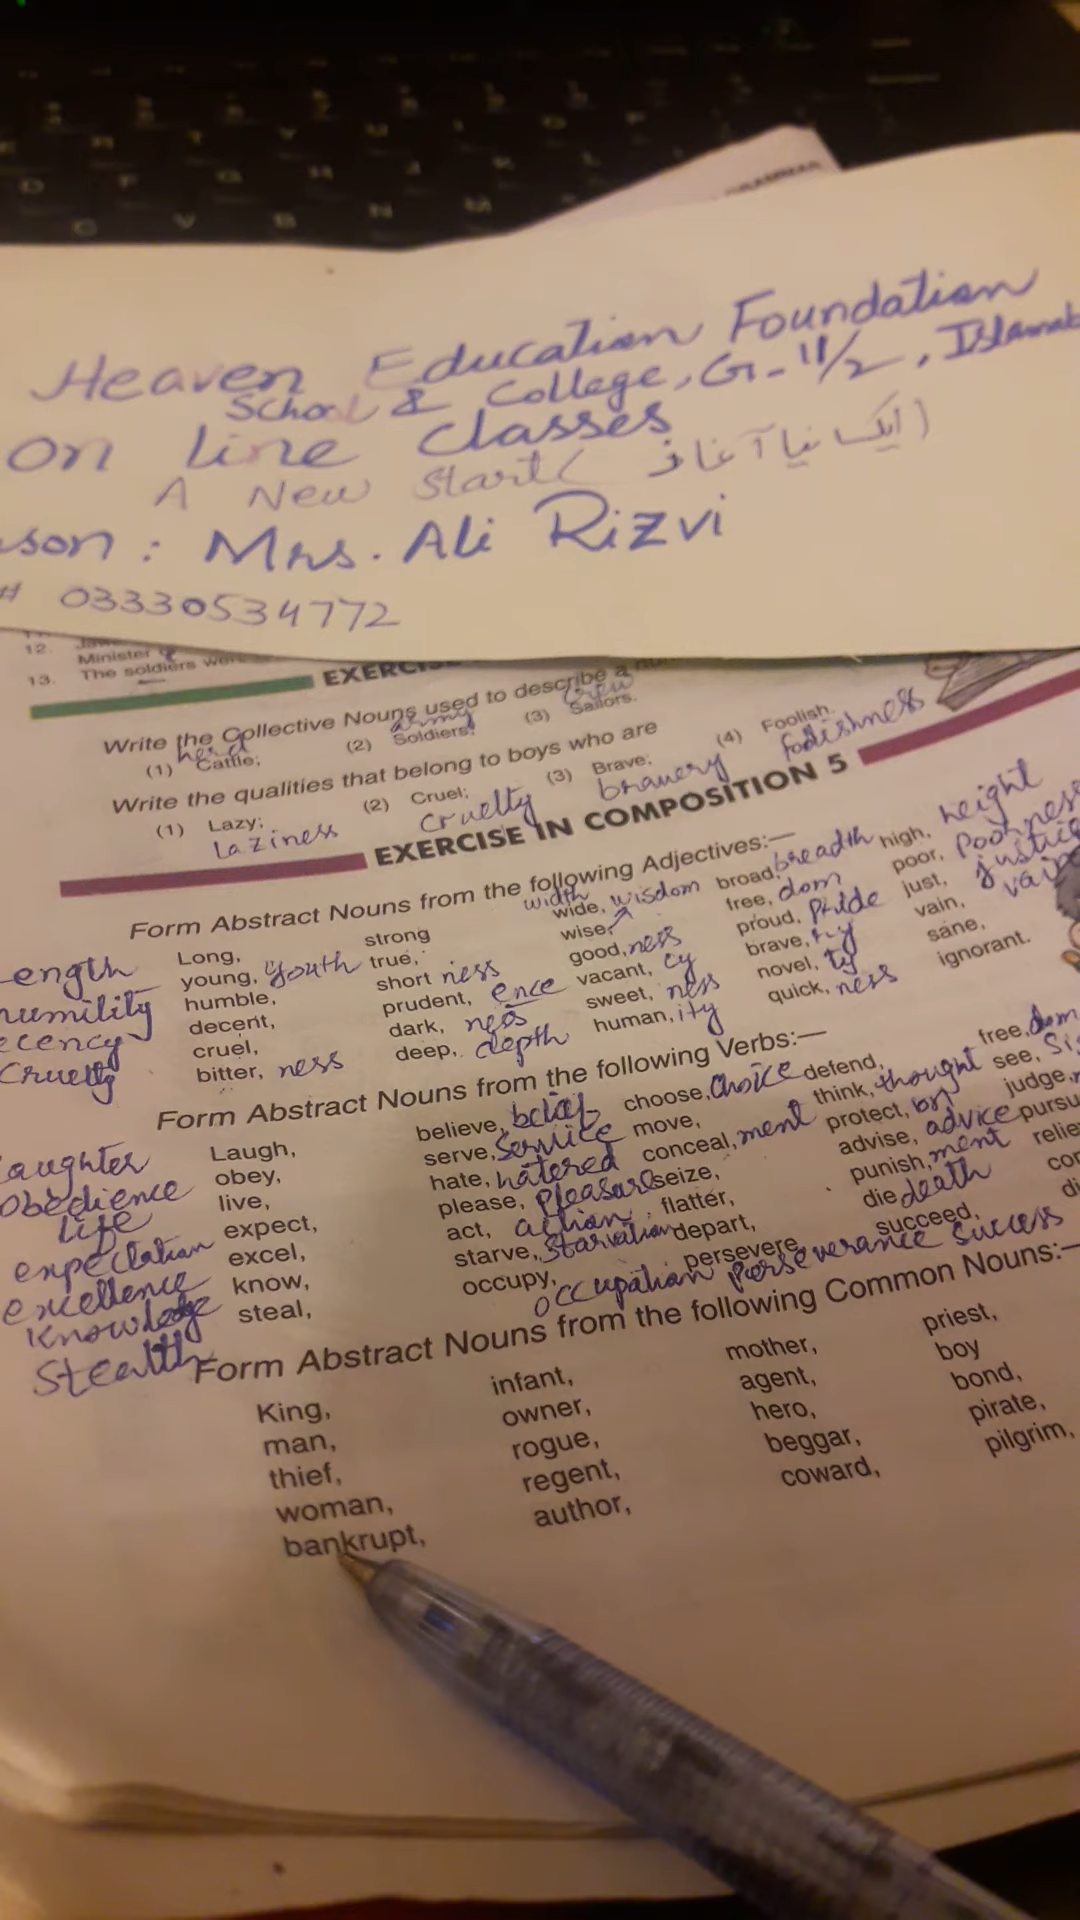 Heaven Education Foundation
School & College, G-11/2, Islamab
On line Classes
A New Start (ایک نیا آغاز)
son: Mrs. Ali Rizvi
# 03330534772
12.
Minister
13. The soldiers
EXERCIS
Write the Collective Nouns used to describe a
herd army crew
(1) Cattle; (2) Soldiers; (3) Sailors.
Write the qualities that belong to boys who are
(1) Lazy; (2) Cruel; (3) Brave; (4) Foolish.
Laziness cruelty bravery foolishness
EXERCISE IN COMPOSITION 5
Form Abstract Nouns from the following Adjectives:—
Length Long, strong width wide, wisdom broad, breadth high, height
young, youth true, wise, free, dom poor, Poorness
humility humble, short ness good, ness proud, Pride just, justice
ecency decent, prudent, ence vacant, cy brave, ry vain, vain
Cruelty cruel, dark, ness sweet, ness novel, ty sane,
bitter, ness deep, depth human, ity quick, ness ignorant.
Form Abstract Nouns from the following Verbs:—
Laughter Laugh, believe, belief choose, Choice defend, free, dom
Obedience obey, serve, Service move, think, thought see,
life live, hate, hatered conceal, ment protect, on judge,
expectation expect, please, Pleasure seize, advise, advice pursu
excellence excel, act, action flatter, punish, ment relie
Knowledge know, starve, Starvation depart, die death
Stealth steal, occupy, persevere, succeed,
Occupation Perseverance Success
Form Abstract Nouns from the following Common Nouns:—
King, infant, mother, priest,
man, owner, agent, boy
thief, rogue, hero, bond,
woman, regent, beggar, pirate,
bankrupt, author, coward, pilgrim,